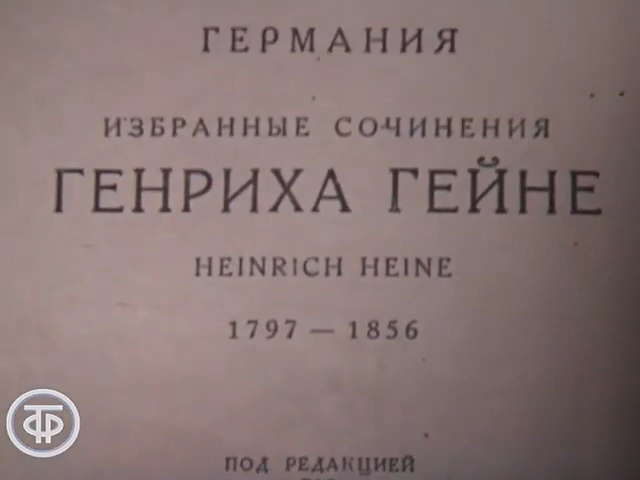 ГЕРМАНИЯ
ИЗБРАННЫЕ СОЧИНЕНИЯ
ГЕНРИХА ГЕЙНЕ
HEINRICH HEINE
1797 — 1856
ПОД РЕДАКЦИЕЙ